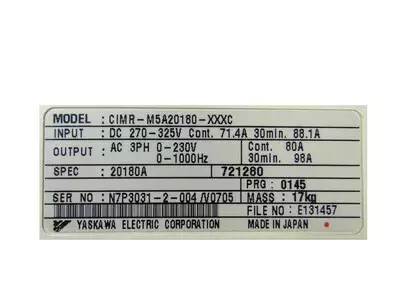 MODEL : CIMR-M5A20180-XXXC
INPUT : DC 270-325V Cont. 71.4A 30min. 88.1A
OUTPUT : AC 3PH 0-230V Cont. 80A
0-1000Hz 30min. 98A
SPEC : 20180A 721280
PRG : 0145
SER NO : N7P3031-2-004 /V0705 MASS : 17kg
FILE NO : E131457
YASKAWA ELECTRIC CORPORATION MADE IN JAPAN